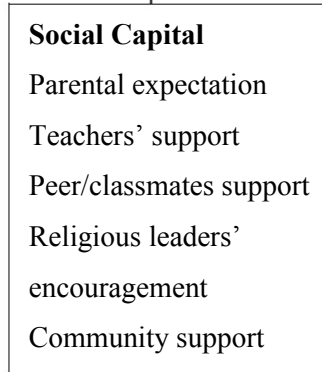 Social Capital
Parental expectation
Teachers’ support
Peer/classmates support
Religious leaders’
encouragement
Community support